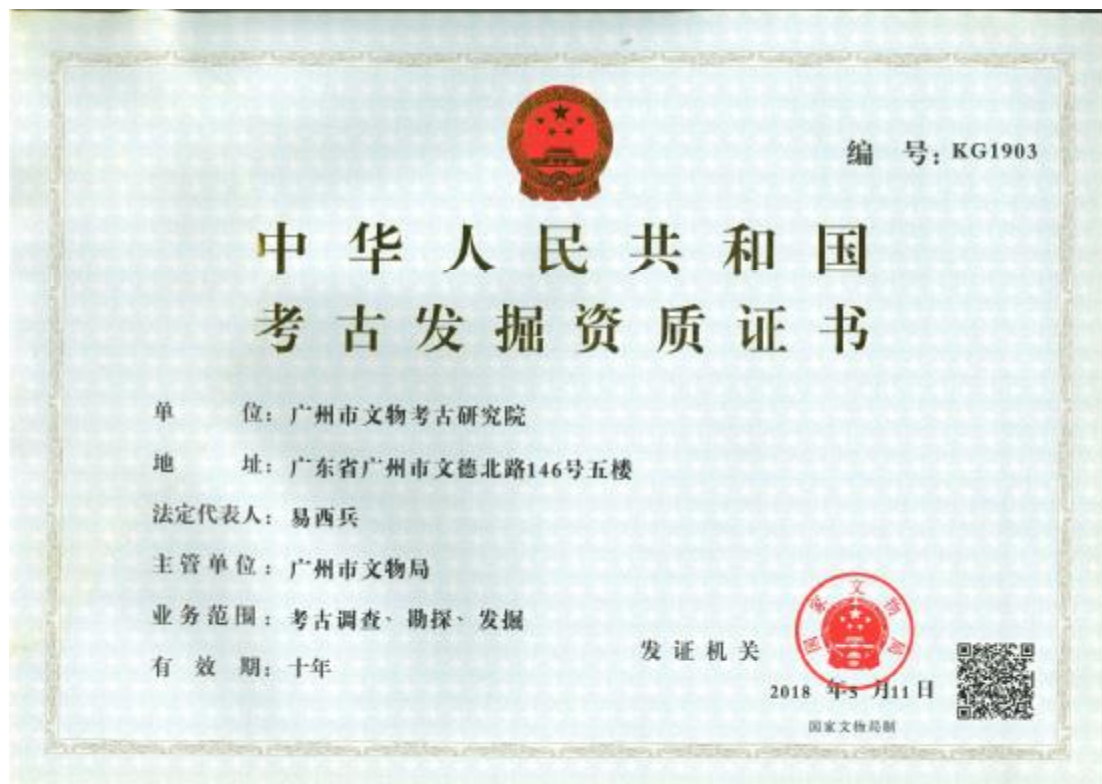 编 号：KG1903
中华人民共和国
考古发掘资质证书
单 位：广州市文物考古研究院
地 址：广东省广州市文德北路146号五楼
法定代表人：易西兵
主管单位：广州市文物局
业务范围：考古调查、勘探、发掘
有 效 期：十年
国家文物局
发证机关
2018 年5 月11日
国家文物局制